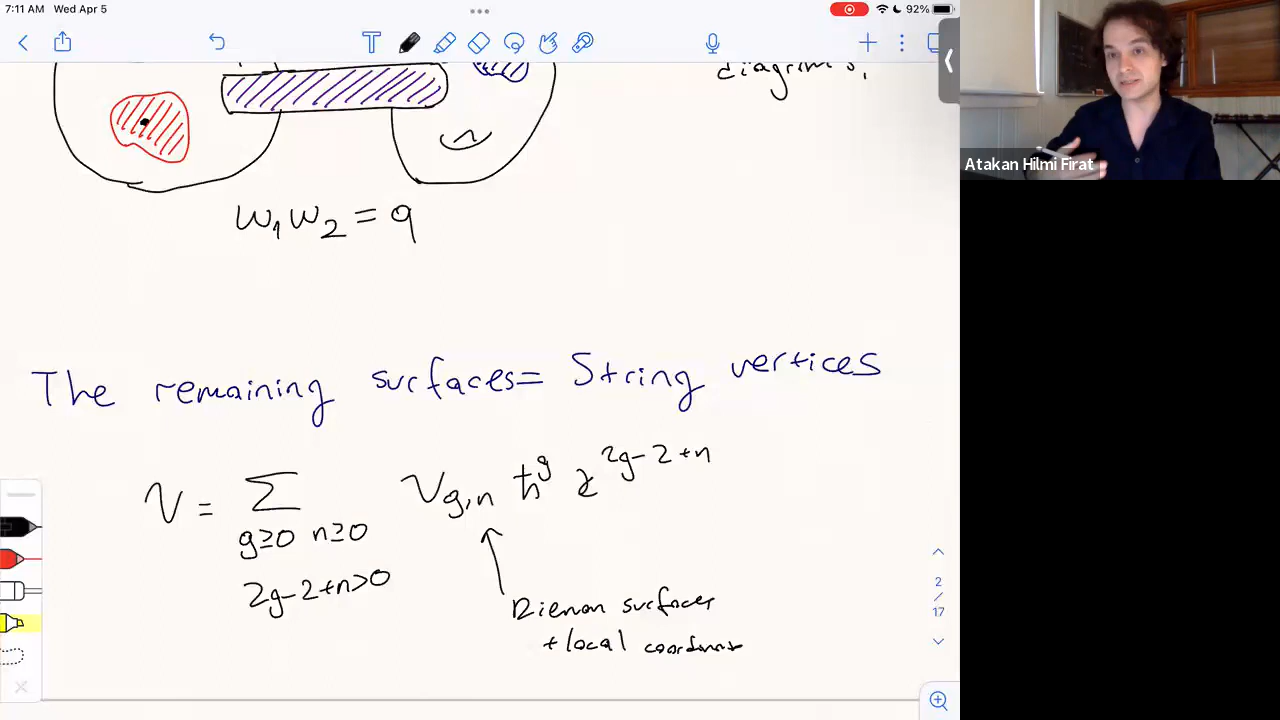 7:11 AM Wed Apr 5
92%
diagrams,
Atakan Hilmi Firat
w₁w₂ = q
The remaining surfaces = String vertices
V = Σ V_{g,n} ℏ^g κ^{2g-2+n}
g≥0 n≥0
2g-2+n>0
Rieman surfaces
+ local
2
/
17